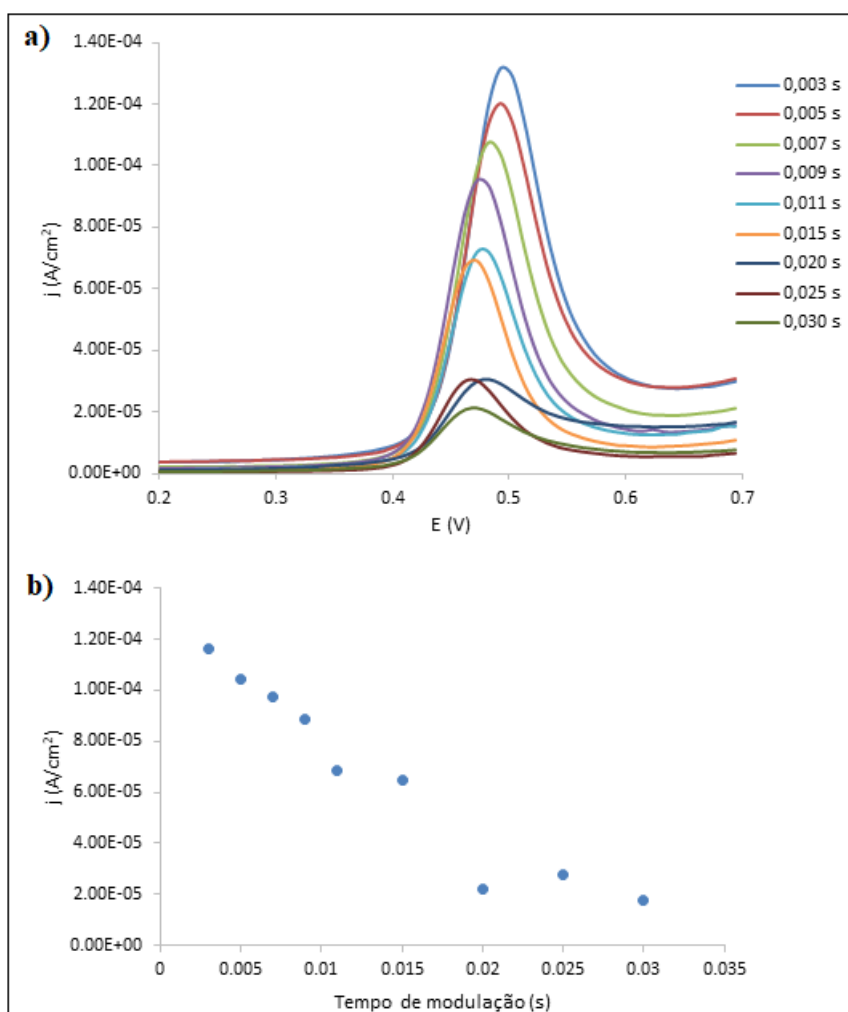 a)
1.40E-04
1.20E-04
1.00E-04
8.00E-05
6.00E-05
4.00E-05
2.00E-05
0.00E+00
j (A/cm²)
0.2 0.3 0.4 0.5 0.6 0.7
E (V)
0,003 s
0,005 s
0,007 s
0,009 s
0,011 s
0,015 s
0,020 s
0,025 s
0,030 s
b)
1.40E-04
1.20E-04
1.00E-04
8.00E-05
6.00E-05
4.00E-05
2.00E-05
0.00E+00
j (A/cm²)
0 0.005 0.01 0.015 0.02 0.025 0.03 0.035
Tempo de modulação (s)